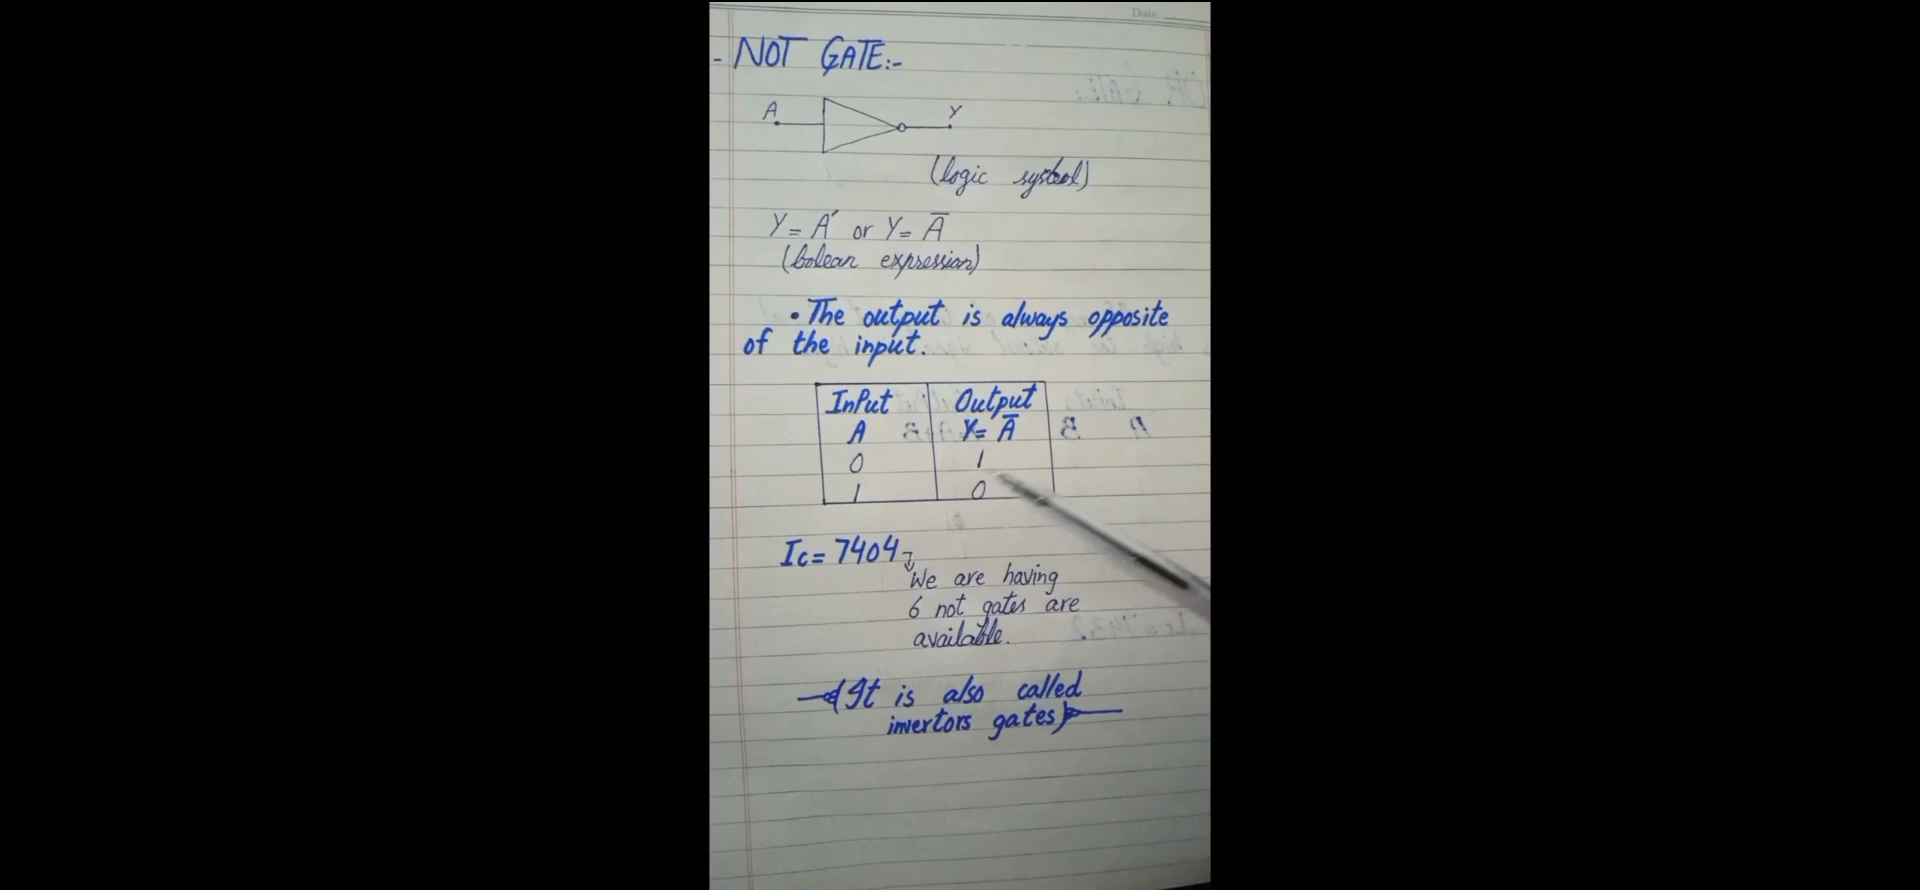 Date:
- NOT GATE:-
A Y
(logic symbol)
Y = A' or Y = A̅
(bolean expression)
• The output is always opposite
of the input.
InPut Output
A Y = A̅
0 1
1 0
Ic = 7404
We are having
6 not gates are
available.
(It is also called
invertors gates)